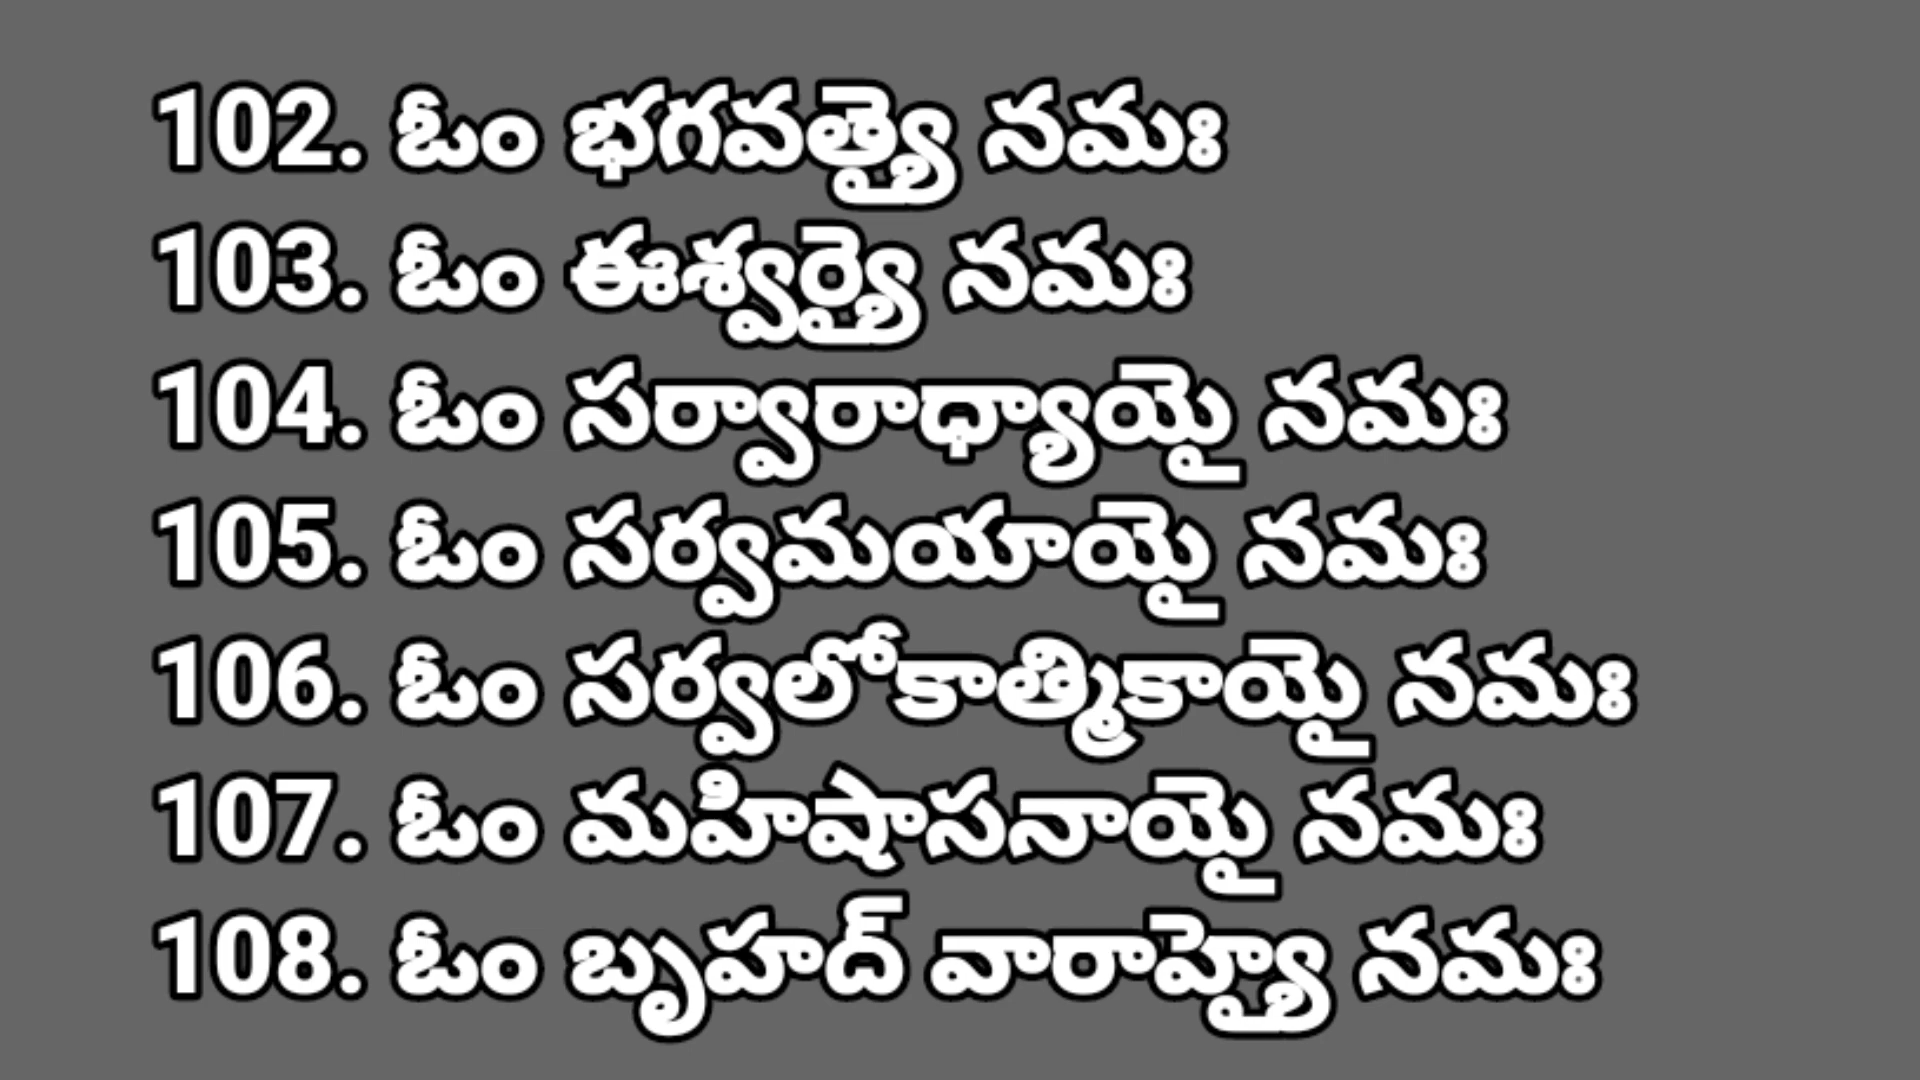 102. ఓం భగవత్యై నమః
103. ఓం ఈశ్వర్యై నమః
104. ఓం సర్వారాధ్యాయై నమః
105. ఓం సర్వమయాయై నమః
106. ఓం సర్వలోకాత్మికాయై నమః
107. ఓం మహిషాసనాయై నమః
108. ఓం బృహద్ వారాహ్యై నమః